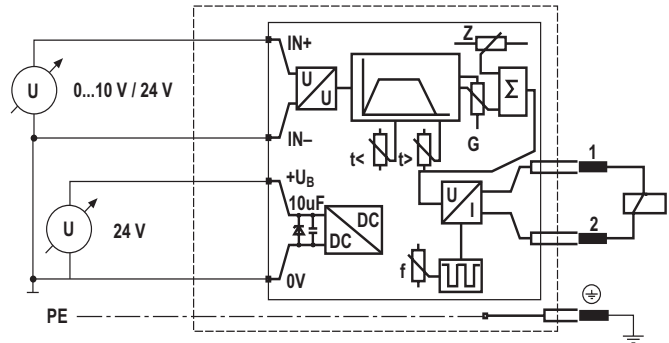 Z
IN+
U
U
Σ
U
0...10 V / 24 V
IN–
t<
t>
G
1
+UB
10uF
U
I
U
24 V
DC
DC
2
f
0V
PE